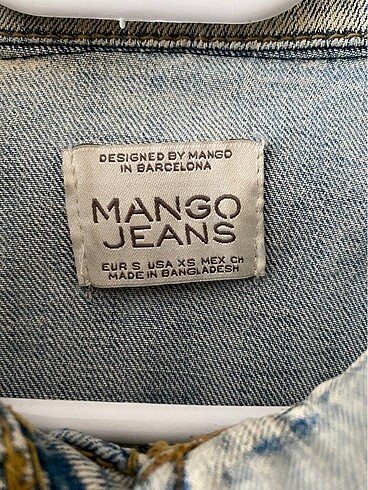 DESIGNED BY MANGO
IN BARCELONA
MANGO
JEANS
EUR S USA XS MEX CH
MADE IN BANGLADESH